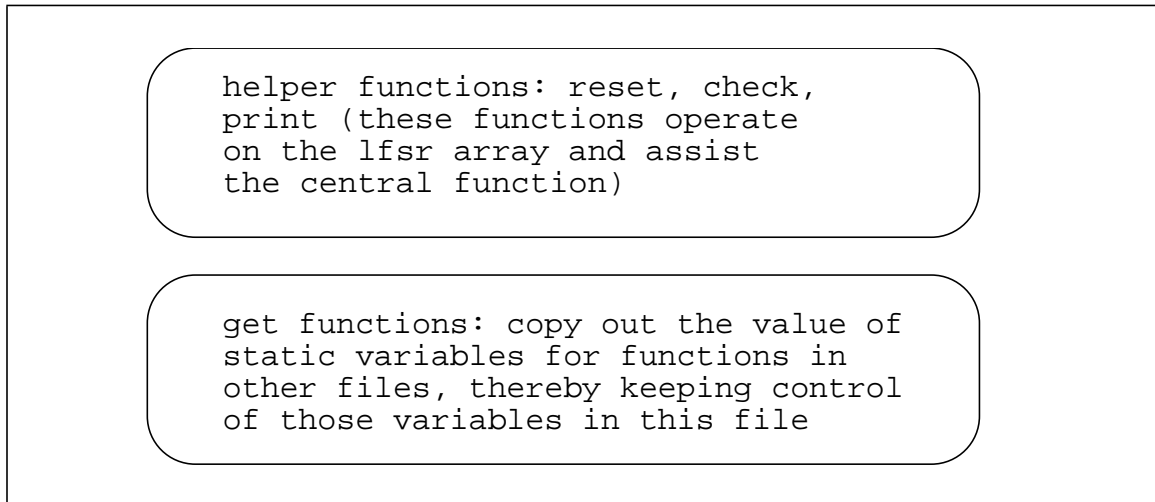 helper functions: reset, check,
print (these functions operate
on the lfsr array and assist
the central function)
get functions: copy out the value of
static variables for functions in
other files, thereby keeping control
of those variables in this file